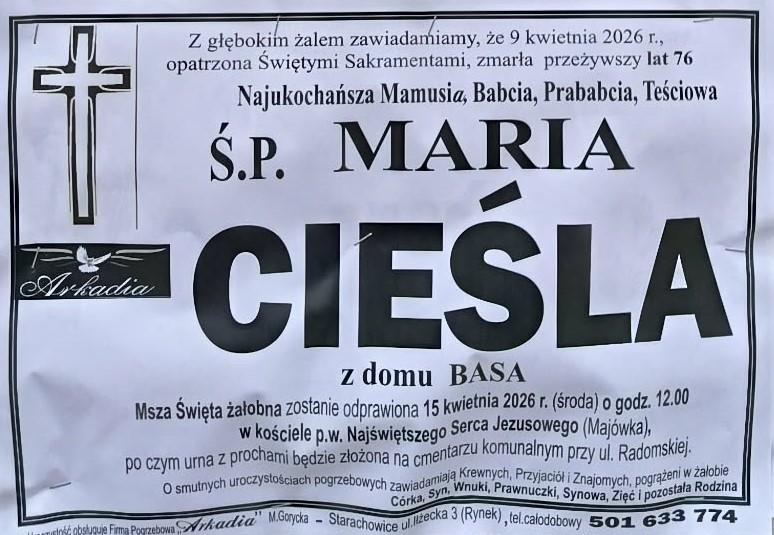 Z głębokim żalem zawiadamiamy, że 9 kwietnia 2026 r.,
opatrzona Świętymi Sakramentami, zmarła przeżywszy lat 76
Najukochańsza Mamusia, Babcia, Prababcia, Teściowa
Ś.P. MARIA
CIEŚLA
Arkadia
z domu BASA
Msza Święta żałobna zostanie odprawiona 15 kwietnia 2026 r. (środa) o godz. 12.00
w kościele p.w. Najświętszego Serca Jezusowego (Majówka),
po czym urna z prochami będzie złożona na cmentarzu komunalnym przy ul. Radomskiej.
O smutnych uroczystościach pogrzebowych zawiadamiają Krewnych, Przyjaciół i Znajomych, pogrążeni w żałobie
Córka, Syn, Wnuki, Prawnuczki, Synowa, Zięć i pozostała Rodzina
obsługuje Firma Pogrzebowa „Arkadia" M.Gorycka – Starachowice ul.Iłżecka 3 (Rynek) , tel.całodobowy 501 633 774